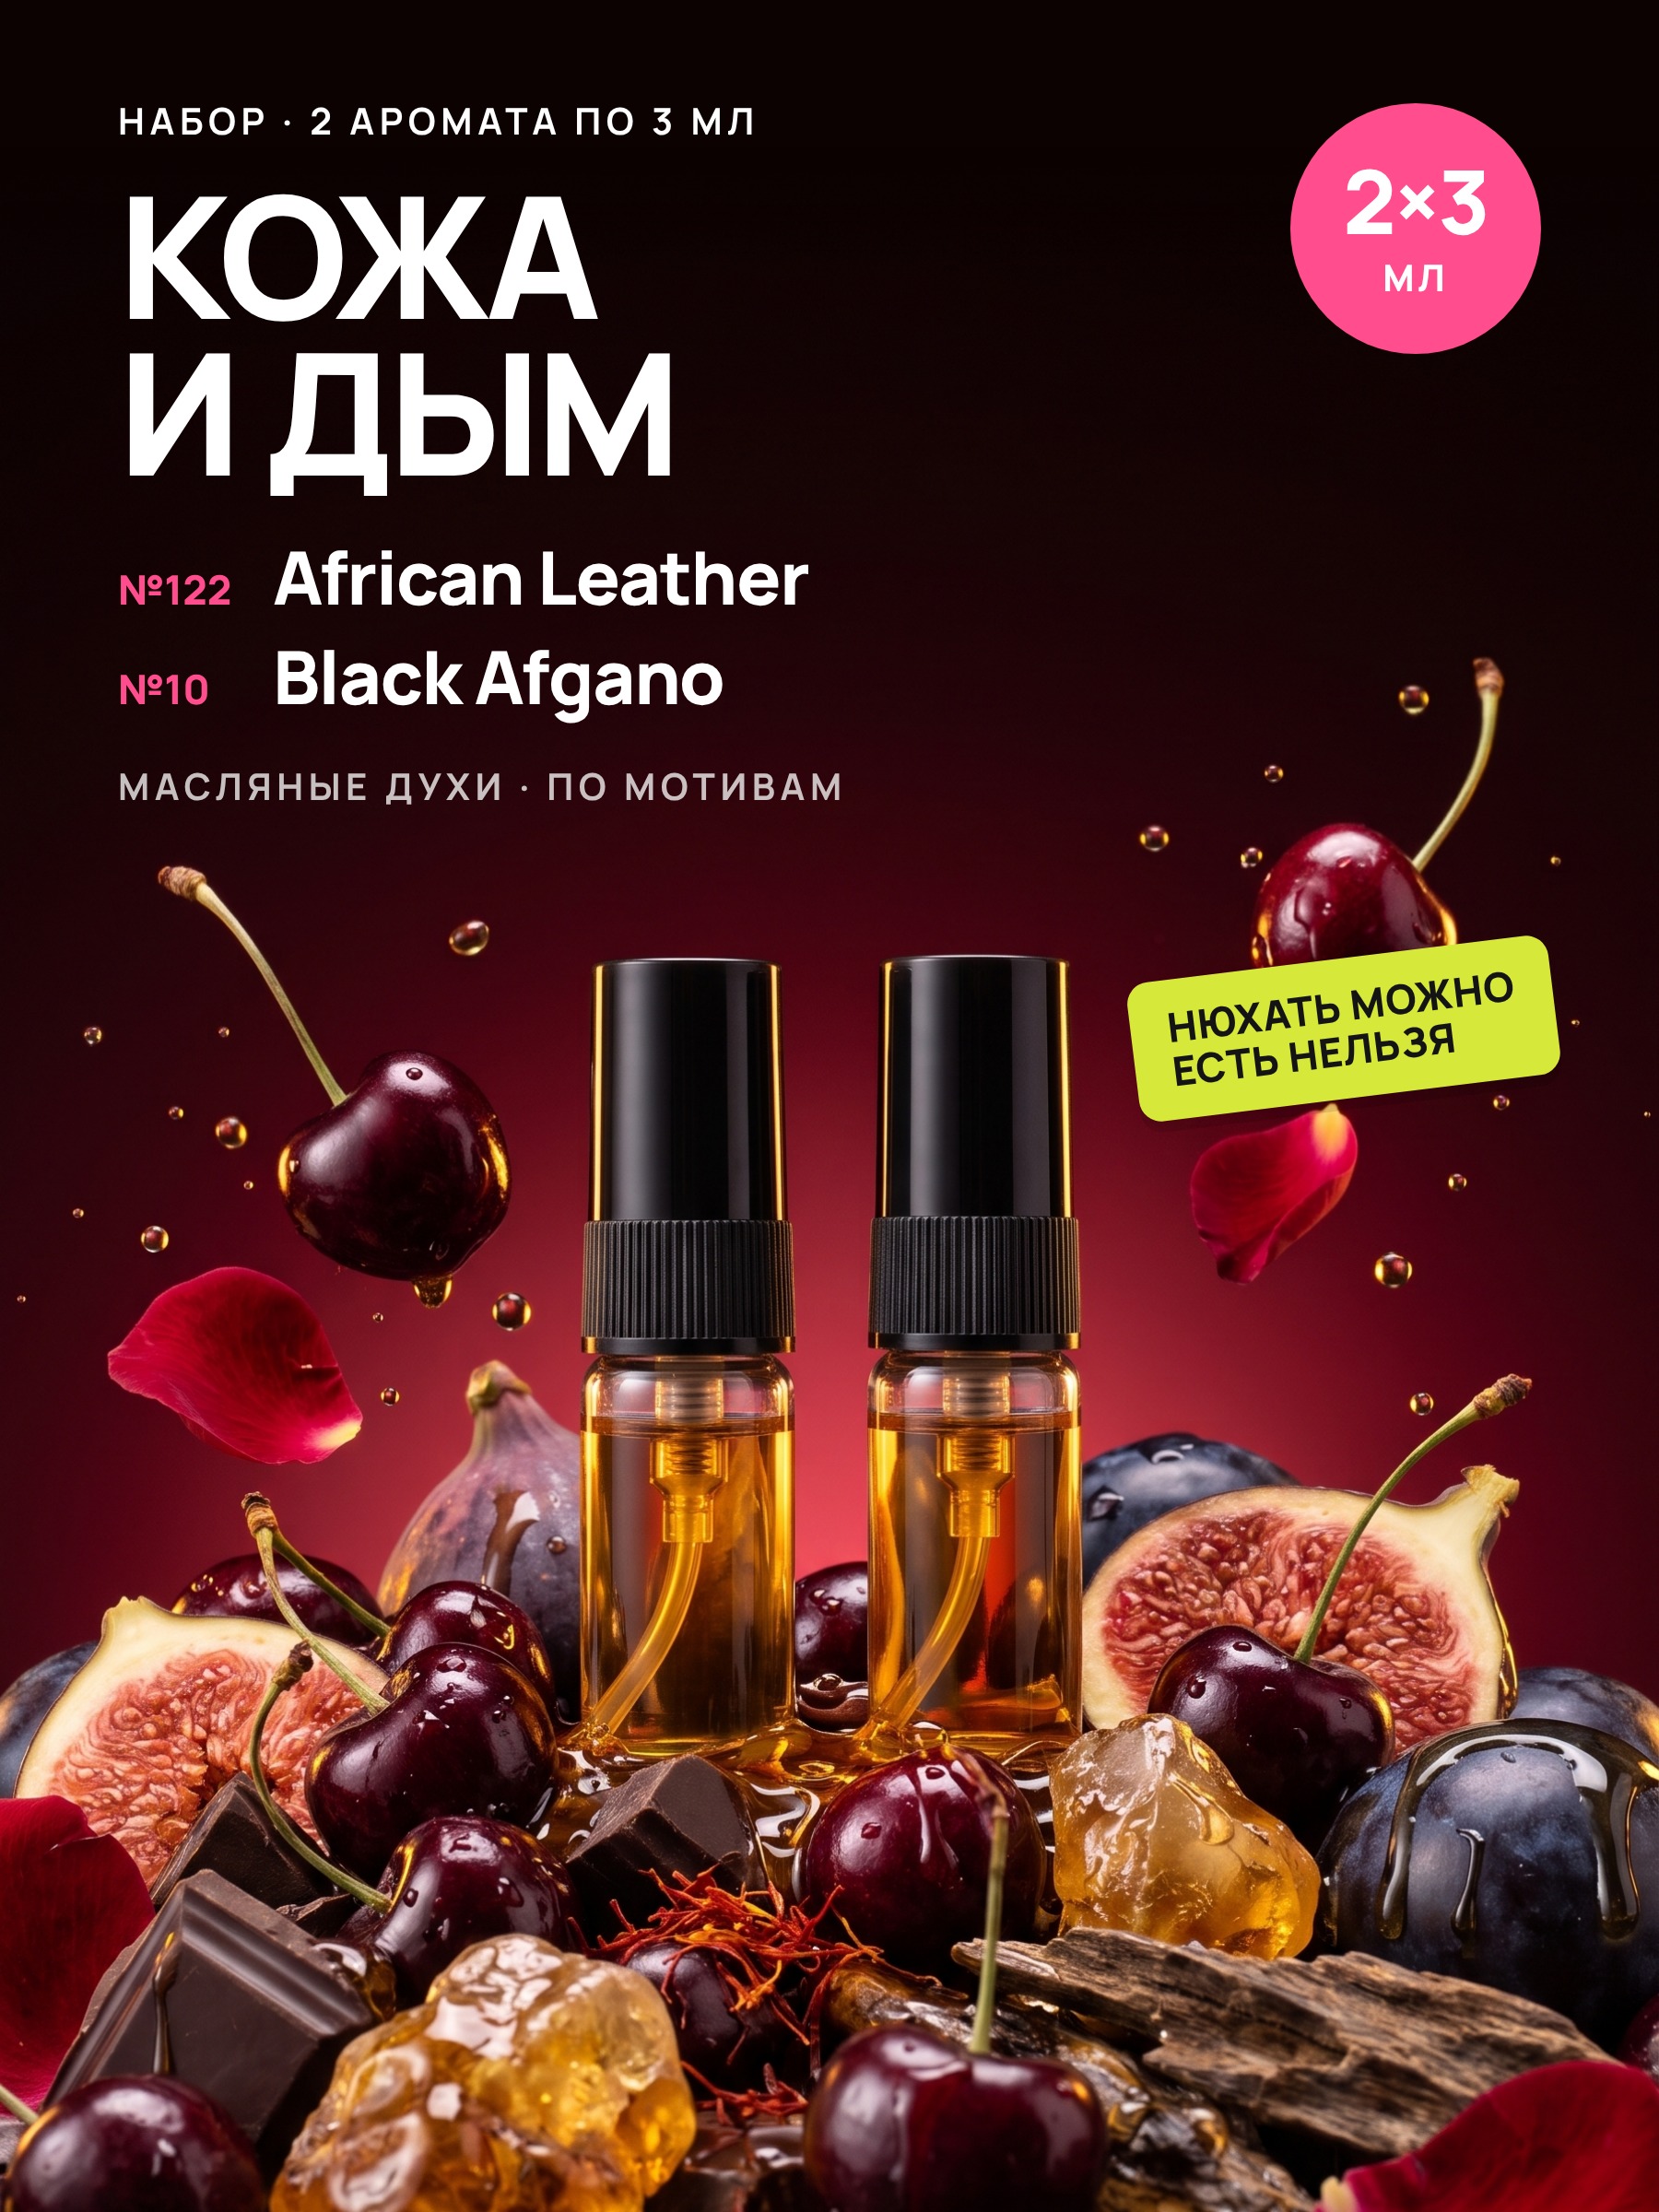 НАБОР · 2 АРОМАТА ПО 3 МЛ
КОЖА
И ДЫМ
№122 African Leather
№10 Black Afgano
МАСЛЯНЫЕ ДУХИ · ПО МОТИВАМ
2×3
МЛ
НЮХАТЬ МОЖНО
ЕСТЬ НЕЛЬЗЯ